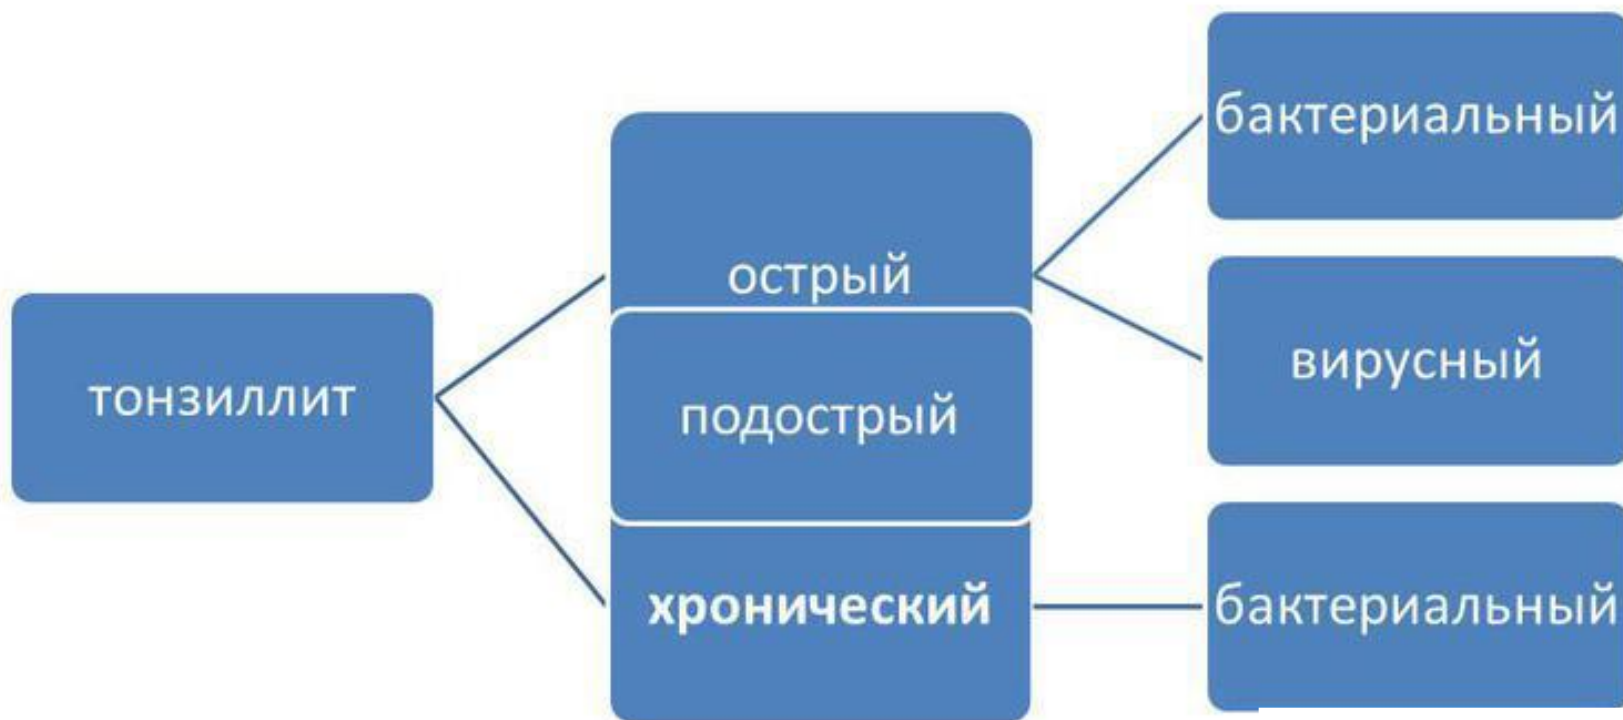 тонзиллит
острый
подострый
хронический
бактериальный
вирусный
бактериальный